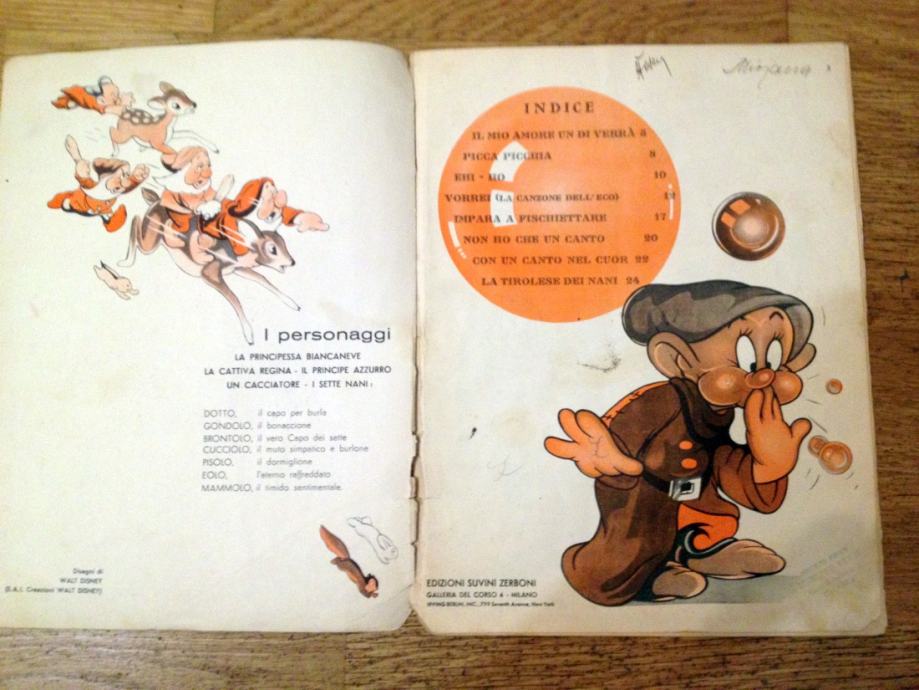 I personaggi
LA PRINCIPESSA BIANCANEVE
LA CATTIVA REGINA - IL PRINCIPE AZZURRO
UN CACCIATORE - I SETTE NANI:
DOTTO, il capo per burla
GONDOLO, il bonaccione
BRONTOLO, il vero Capo dei sette
CUCCIOLO, il muto simpatico e burlone
PISOLO, il dormiglione
EOLO, l'eterno raffreddato
MAMMOLO, il timido sentimentale.
Disegni di
WALT DISNEY
(S.A.I. Creazioni WALT DISNEY)
INDICE
IL MIO AMORE UN DI VERRÀ 5
PICCA PICCHIA 8
EHI - HO 10
VORREI (LA CANZONE DELL'ECO) 12
IMPARA A FISCHIETTARE 17
NON HO CHE UN CANTO 20
CON UN CANTO NEL CUOR 22
LA TIROLESE DEI NANI 24
EDIZIONI SUVINI ZERBONI
GALLERIA DEL CORSO 4 - MILANO
IRVING BERLIN, INC., 799 Seventh Avenue, New York